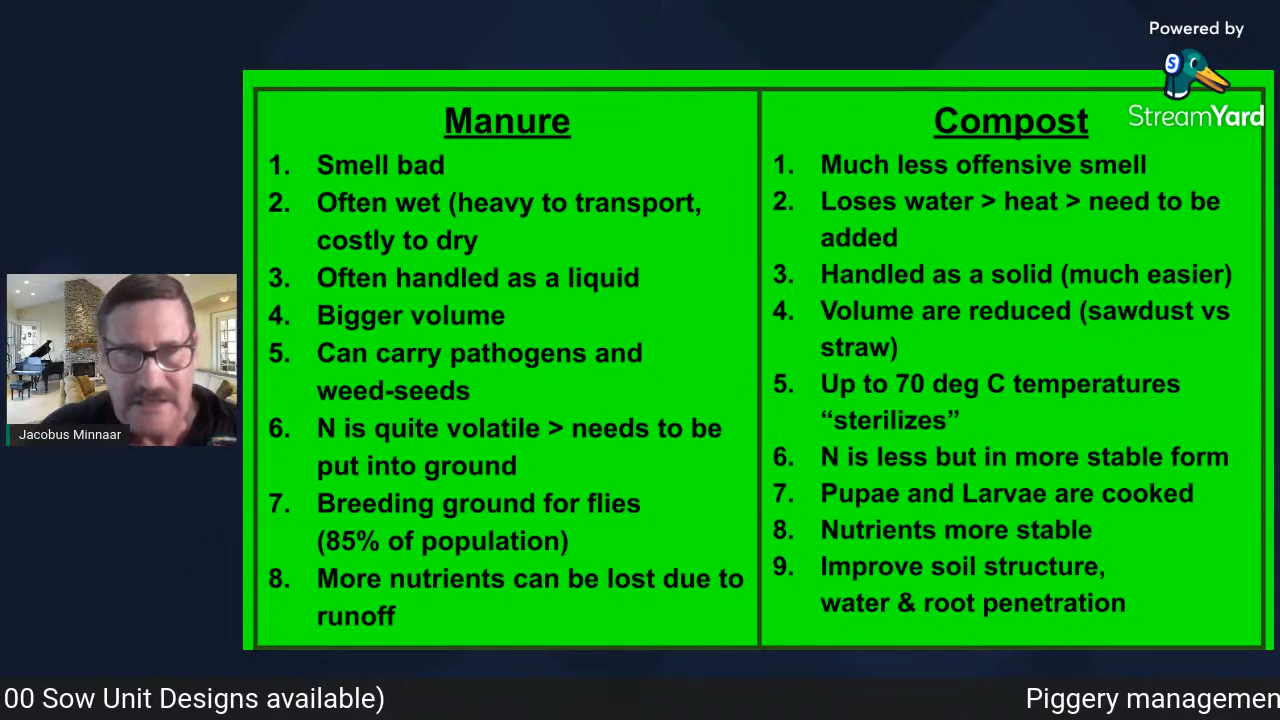 Powered by
StreamYard
Manure
1. Smell bad
2. Often wet (heavy to transport,
costly to dry
3. Often handled as a liquid
4. Bigger volume
5. Can carry pathogens and
weed-seeds
6. N is quite volatile > needs to be
put into ground
7. Breeding ground for flies
(85% of population)
8. More nutrients can be lost due to
runoff
Compost
1. Much less offensive smell
2. Loses water > heat > need to be
added
3. Handled as a solid (much easier)
4. Volume are reduced (sawdust vs
straw)
5. Up to 70 deg C temperatures
“sterilizes”
6. N is less but in more stable form
7. Pupae and Larvae are cooked
8. Nutrients more stable
9. Improve soil structure,
water & root penetration
Jacobus Minnaar
00 Sow Unit Designs available)
Piggery managemen